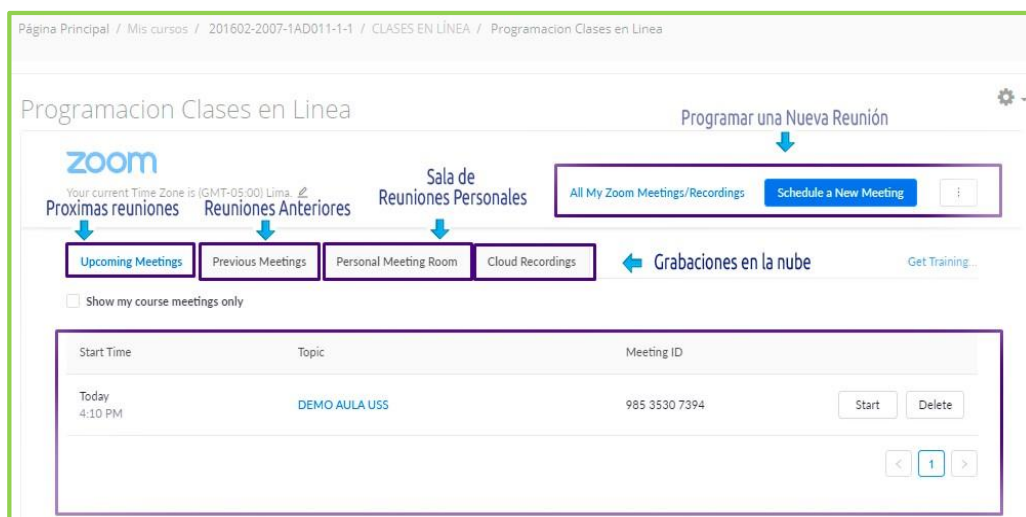 Página Principal / Mis cursos / 201602-2007-1AD011-1-1 / CLASES EN LÍNEA / Programacion Clases en Linea
Programacion Clases en Linea
Programar una Nueva Reunión
zoom
Your current Time Zone is (GMT-05:00) Lima.
All My Zoom Meetings/Recordings
Schedule a New Meeting
Proximas reuniones
Reuniones Anteriores
Sala de
Reuniones Personales
Upcoming Meetings
Previous Meetings
Personal Meeting Room
Cloud Recordings
Grabaciones en la nube
Get Training...
Show my course meetings only
Start Time Topic Meeting ID
Today
4:10 PM
DEMO AULA USS
985 3530 7394
Start
Delete
< 1 >